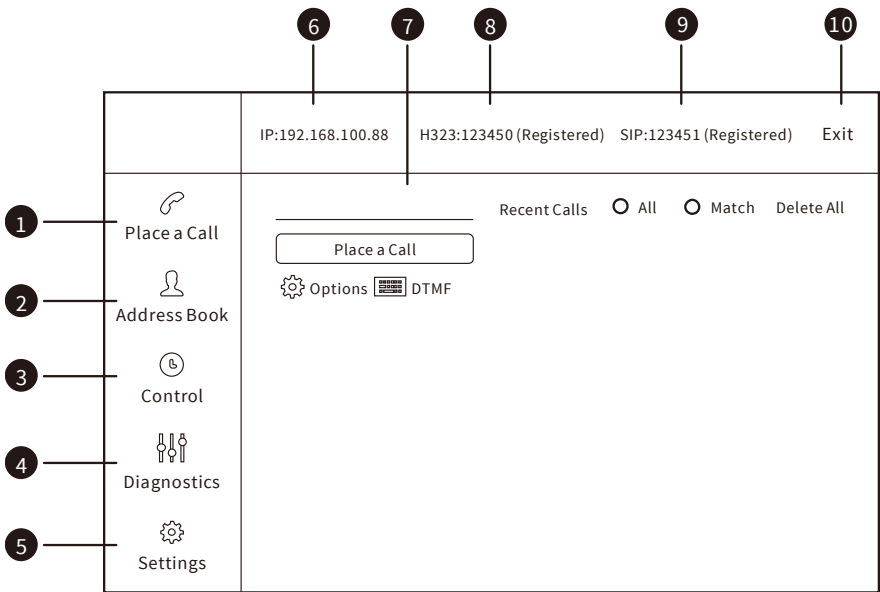 6 7 8 9 10
IP:192.168.100.88 H323:123450 (Registered) SIP:123451 (Registered) Exit
1 Place a Call
2 Address Book
3 Control
4 Diagnostics
5 Settings
Recent Calls All Match Delete All
Place a Call
Options DTMF